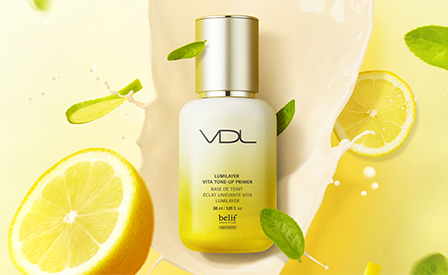 VDL
LUMILAYER
VITA TONE-UP PRIMER
BASE DE TEINT
ÉCLAT UNIFIANTE VITA
LUMILAYER
30 ml / 1.01 fl. oz.
belif